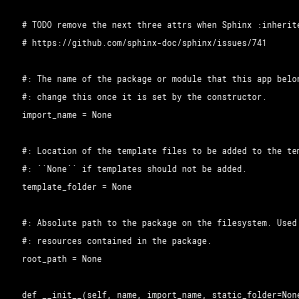 # TODO remove the next three attrs when Sphinx :inherite
# https://github.com/sphinx-doc/sphinx/issues/741
#: The name of the package or module that this app belon
#: change this once it is set by the constructor.
import_name = None
#: Location of the template files to be added to the tem
#: ``None`` if templates should not be added.
template_folder = None
#: Absolute path to the package on the filesystem. Used
#: resources contained in the package.
root_path = None
def __init__(self, name, import_name, static_folder=None